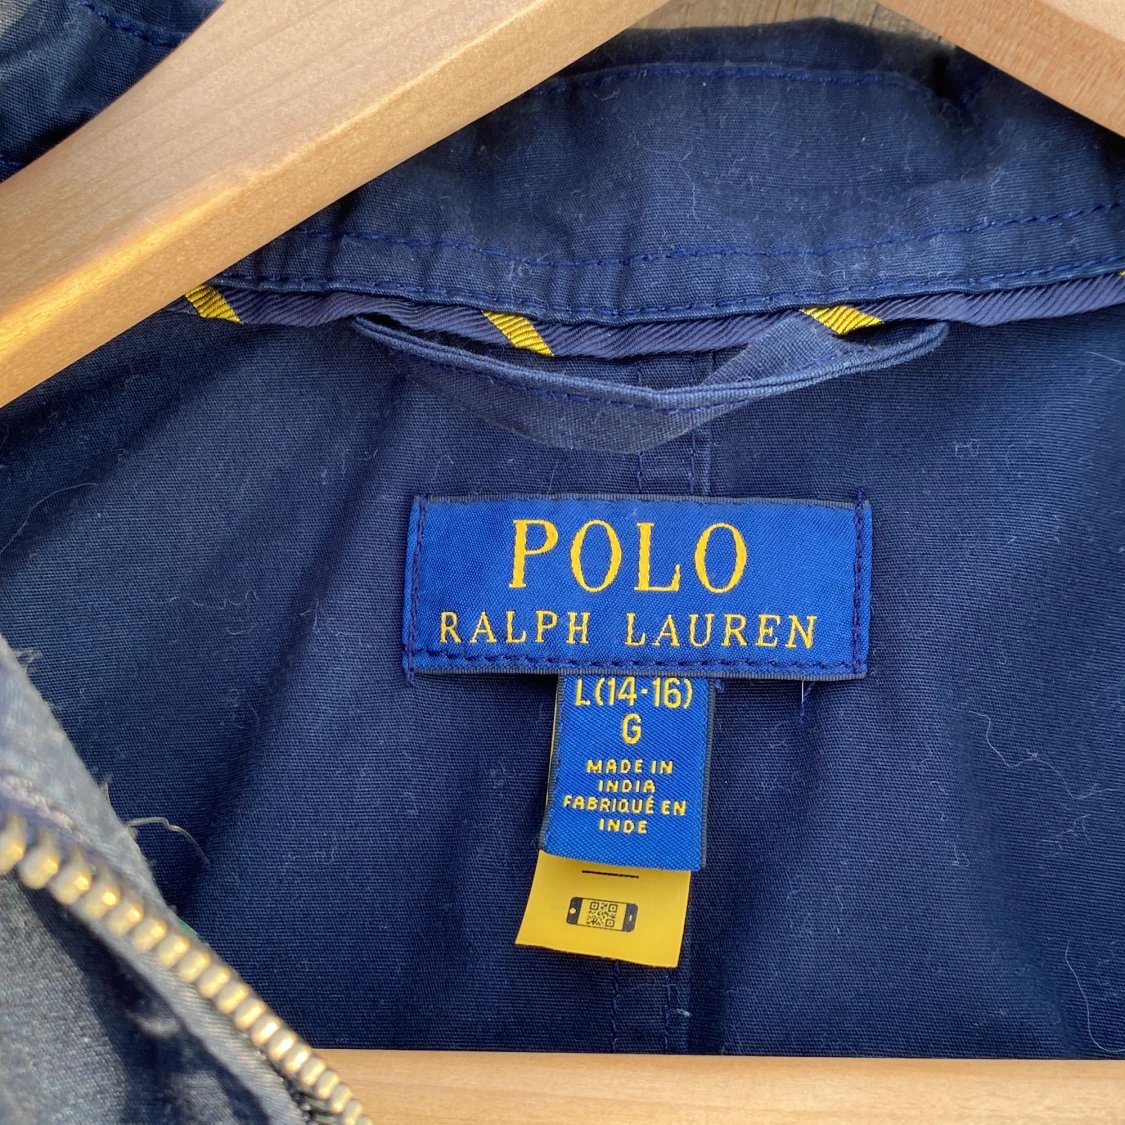 POLO
RALPH LAUREN
L(14-16)
G
MADE IN
INDIA
FABRIQUÉ EN
INDE